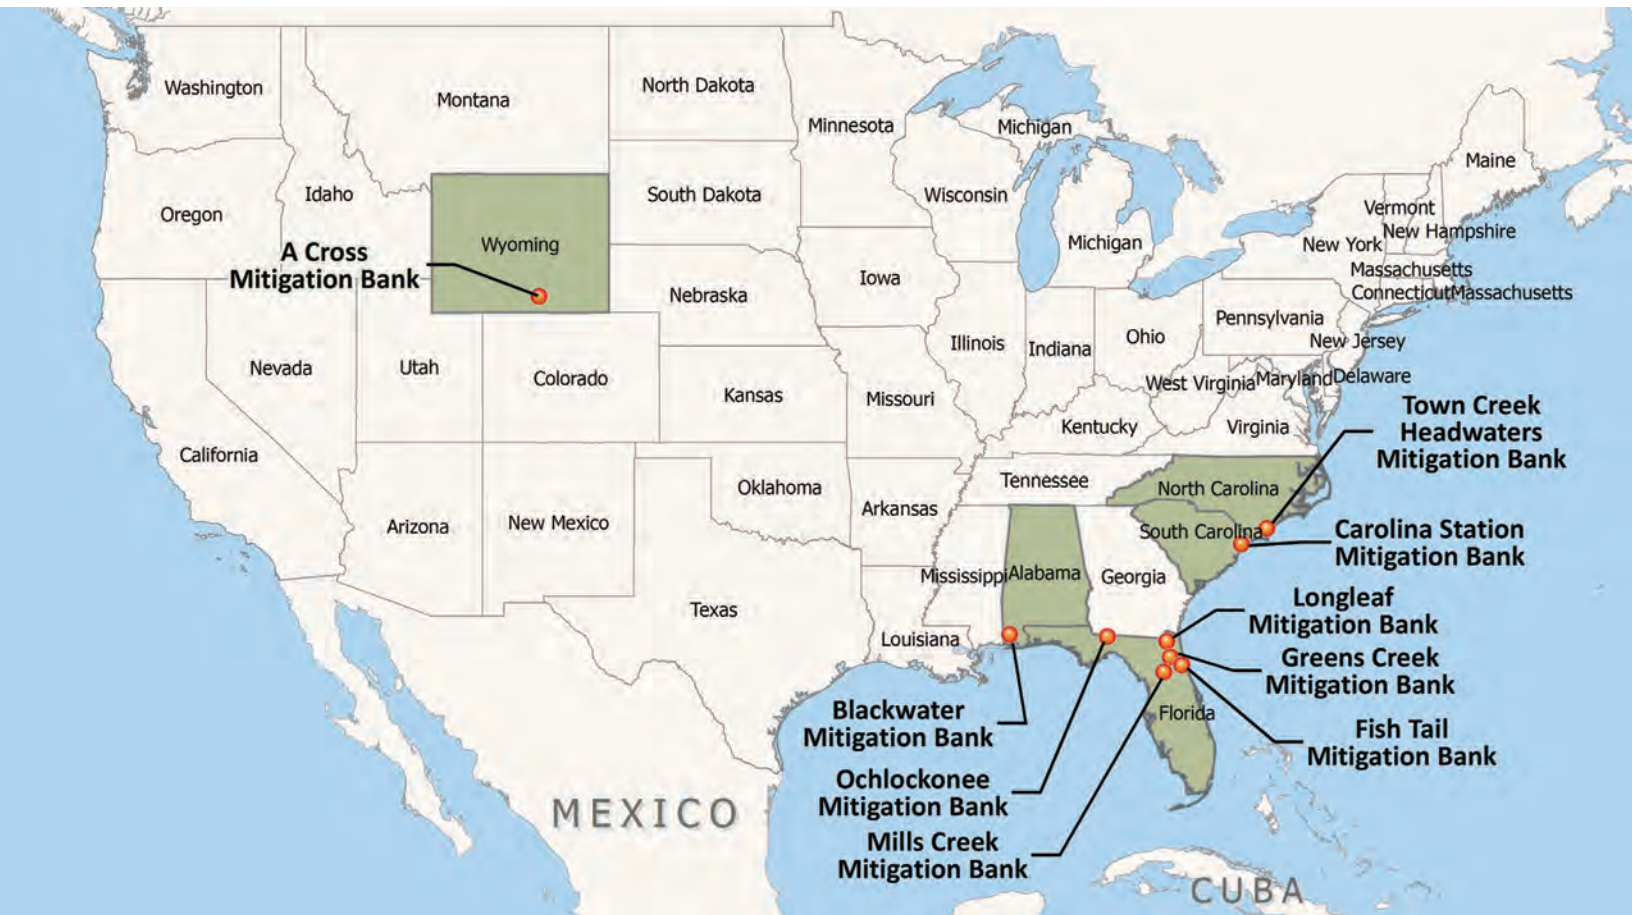 Washington
Montana
North Dakota
Minnesota
Michigan
Maine
Oregon
Idaho
South Dakota
Wisconsin
Vermont
New Hampshire
New York
Michigan
Wyoming
A Cross
Mitigation Bank
Nebraska
Iowa
Massachusetts
ConnecticutMassachusetts
Pennsylvania
New Jersey
Illinois
Indiana
Ohio
Nevada
Utah
Colorado
Kansas
Missouri
West Virginia
Maryland
Delaware
Kentucky
Virginia
Town Creek
Headwaters
Mitigation Bank
California
Oklahoma
Tennessee
North Carolina
Arizona
New Mexico
Arkansas
South Carolina
Carolina Station
Mitigation Bank
Mississippi
Alabama
Georgia
Texas
Louisiana
Longleaf
Mitigation Bank
Greens Creek
Mitigation Bank
Florida
Blackwater
Mitigation Bank
Fish Tail
Mitigation Bank
Ochlockonee
Mitigation Bank
MEXICO
Mills Creek
Mitigation Bank
CUBA